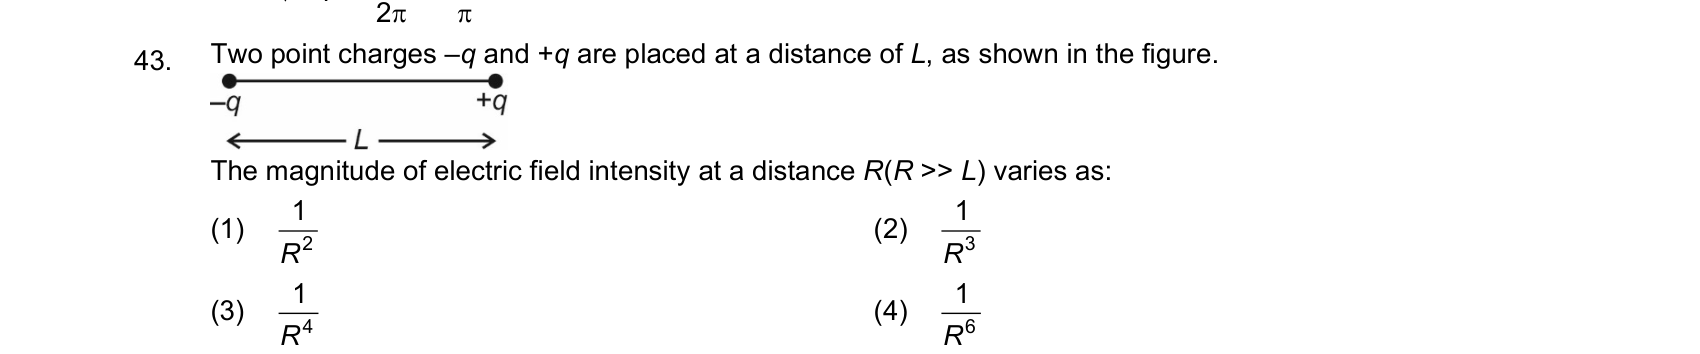 2π π
43. Two point charges –q and +q are placed at a distance of L, as shown in the figure.
–q +q
L
The magnitude of electric field intensity at a distance R(R >> L) varies as:
(1) 1/R² (2) 1/R³
(3) 1/R⁴ (4) 1/R⁶